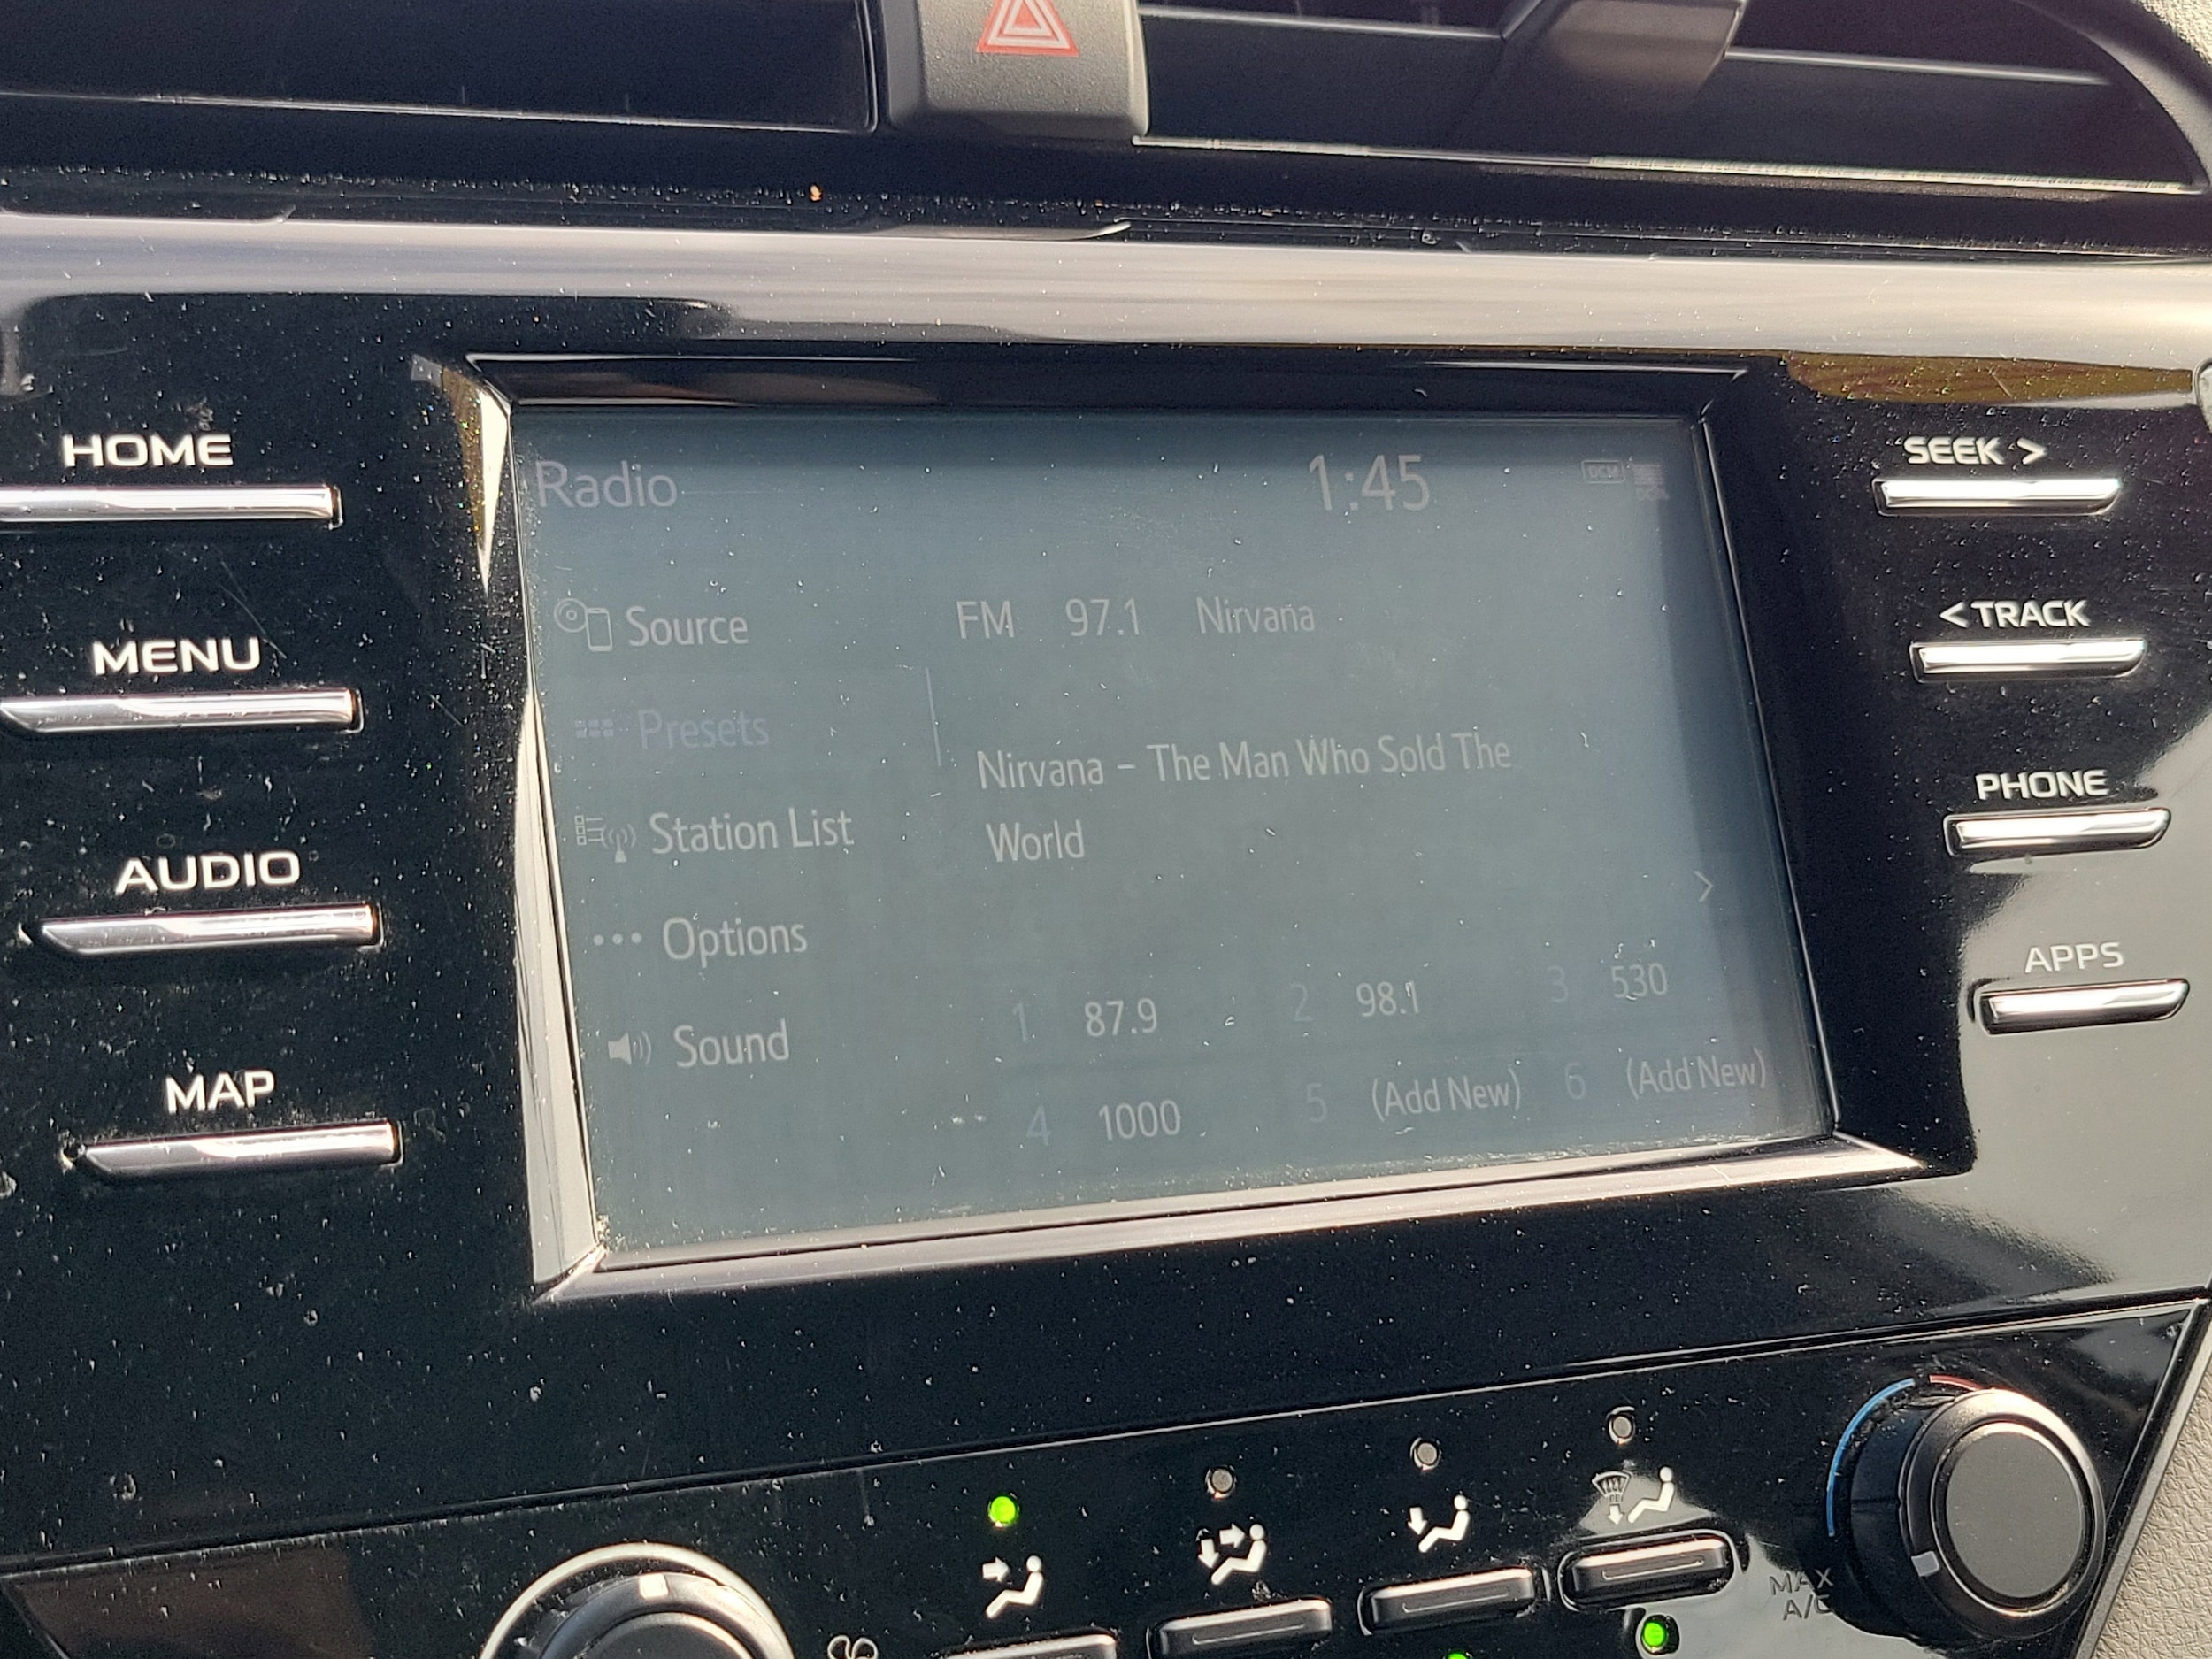 HOME
MENU
AUDIO
MAP
Radio
1:45
DCM
Source
Presets
Station List
Options
Sound
FM 97.1 Nirvana
Nirvana - The Man Who Sold The
World
1 87.9 2 98.1 3 530
4 1000 5 (Add New) 6 (Add New)
SEEK >
< TRACK
PHONE
APPS
MAX
A/C